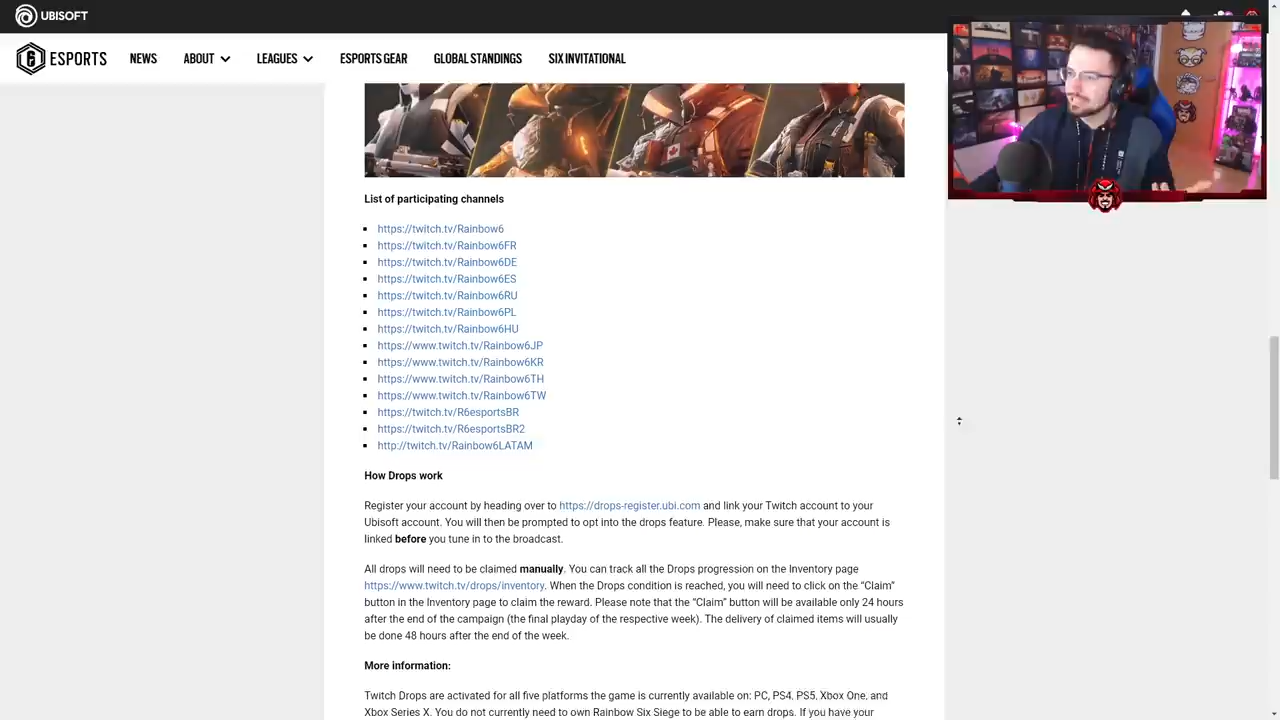 UBISOFT
ESPORTS
NEWS
ABOUT
LEAGUES
ESPORTS GEAR
GLOBAL STANDINGS
SIX INVITATIONAL
List of participating channels
https://twitch.tv/Rainbow6
https://twitch.tv/Rainbow6FR
https://twitch.tv/Rainbow6DE
https://twitch.tv/Rainbow6ES
https://twitch.tv/Rainbow6RU
https://twitch.tv/Rainbow6PL
https://twitch.tv/Rainbow6HU
https://www.twitch.tv/Rainbow6JP
https://www.twitch.tv/Rainbow6KR
https://www.twitch.tv/Rainbow6TH
https://www.twitch.tv/Rainbow6TW
https://twitch.tv/R6esportsBR
https://twitch.tv/R6esportsBR2
http://twitch.tv/Rainbow6LATAM
How Drops work
Register your account by heading over to https://drops-register.ubi.com and link your Twitch account to your
Ubisoft account. You will then be prompted to opt into the drops feature. Please, make sure that your account is
linked before you tune in to the broadcast.
All drops will need to be claimed manually. You can track all the Drops progression on the Inventory page
https://www.twitch.tv/drops/inventory. When the Drops condition is reached, you will need to click on the “Claim”
button in the Inventory page to claim the reward. Please note that the “Claim” button will be available only 24 hours
after the end of the campaign (the final playday of the respective week). The delivery of claimed items will usually
be done 48 hours after the end of the week.
More information:
Twitch Drops are activated for all five platforms the game is currently available on: PC, PS4, PS5, Xbox One, and
Xbox Series X. You do not currently need to own Rainbow Six Siege to be able to earn drops. If you have your